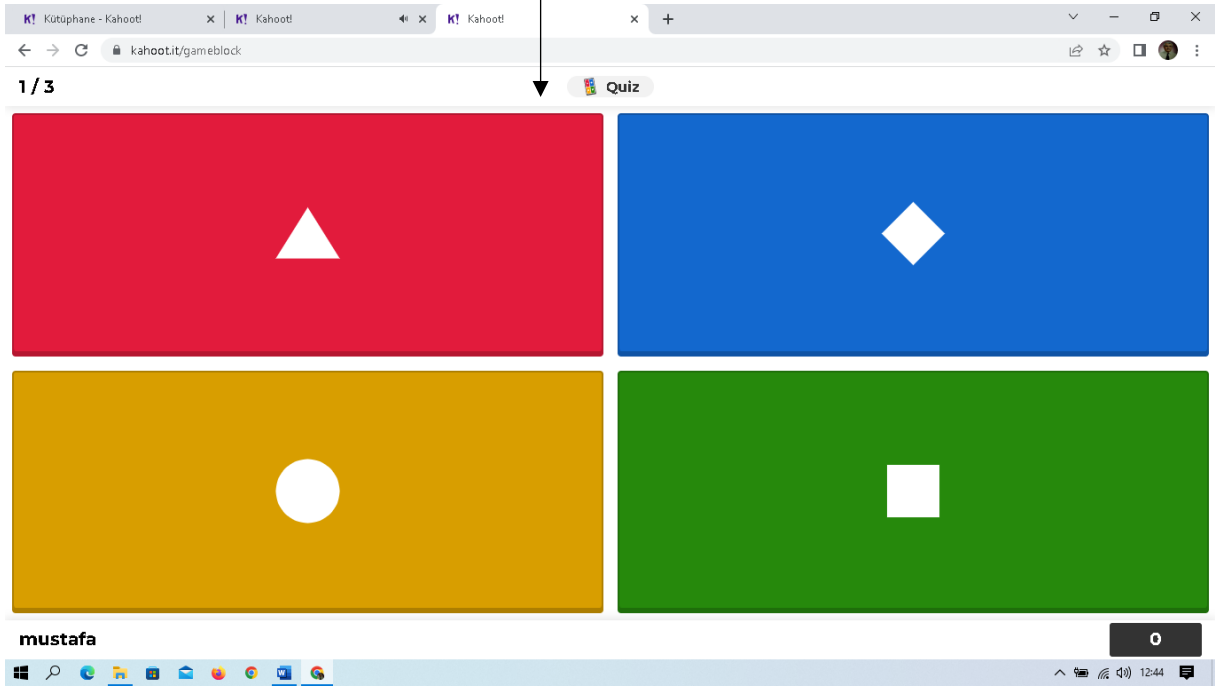 K! Kütüphane - Kahoot! K! Kahoot! K! Kahoot!
kahoot.it/gameblock
1 / 3 Quiz
mustafa 0
12:44